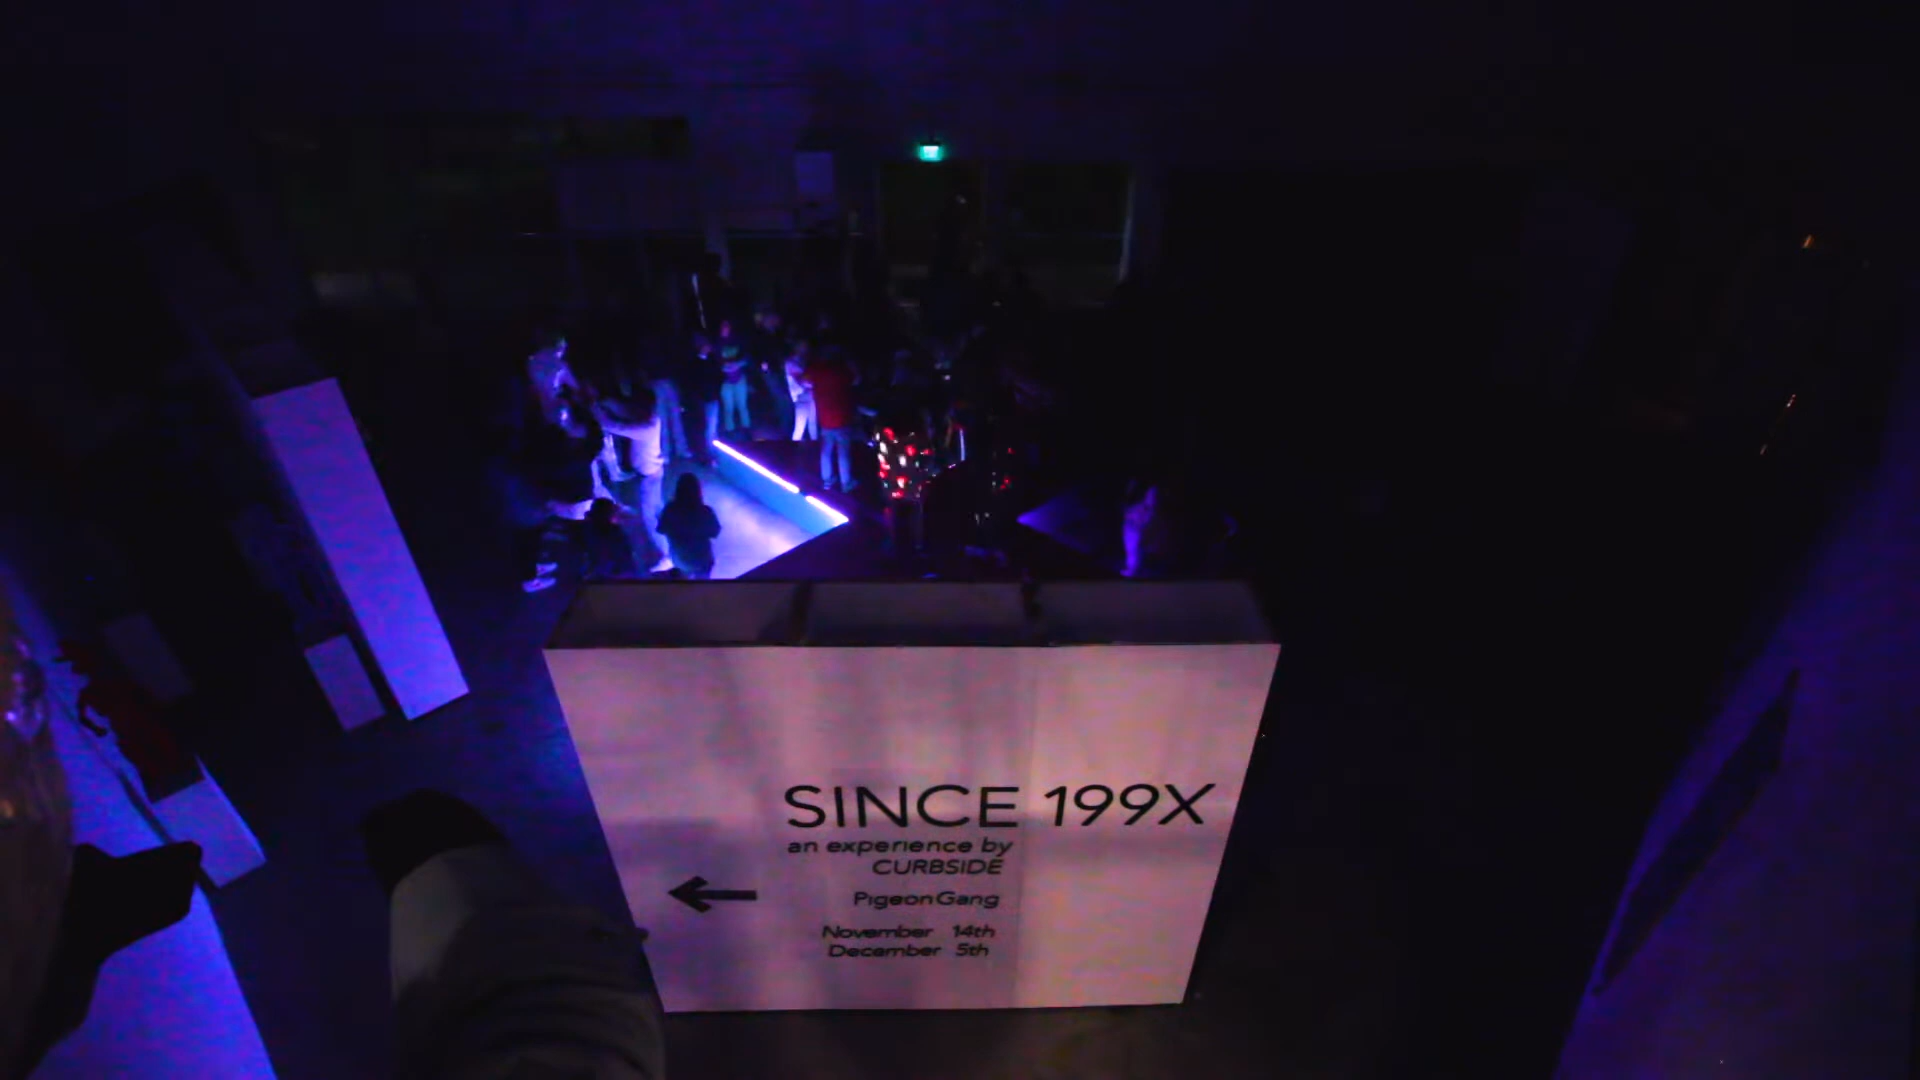 SINCE 199X
an experience by
CURBSIDE
PigeonGang
November 14th
December 5th